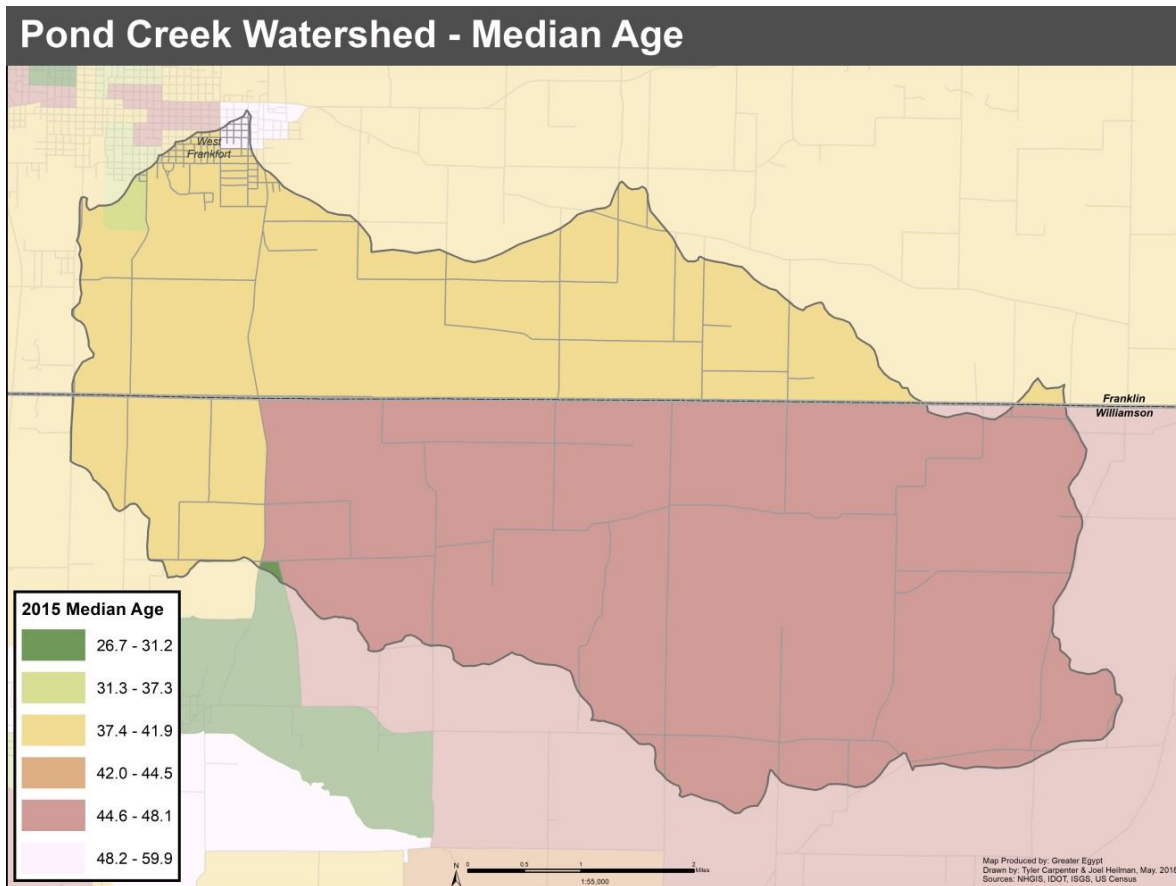 Pond Creek Watershed - Median Age
West
Frankfort
Franklin
Williamson
2015 Median Age
26.7 - 31.2
31.3 - 37.3
37.4 - 41.9
42.0 - 44.5
44.6 - 48.1
48.2 - 59.9
N
0 0.5 1 2
Miles
1:55,000
Map Produced by: Greater Egypt
Drawn by: Tyler Carpenter & Joel Heilman, May. 2018
Sources: NHGIS, IDOT, ISGS, US Census